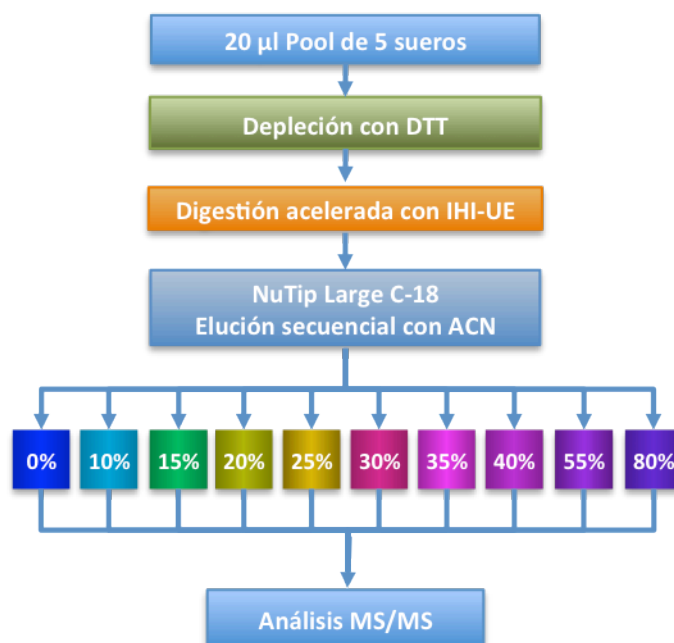 20 µl Pool de 5 sueros
Depleción con DTT
Digestión acelerada con IHI-UE
NuTip Large C-18
Elución secuencial con ACN
0% 10% 15% 20% 25% 30% 35% 40% 55% 80%
Análisis MS/MS